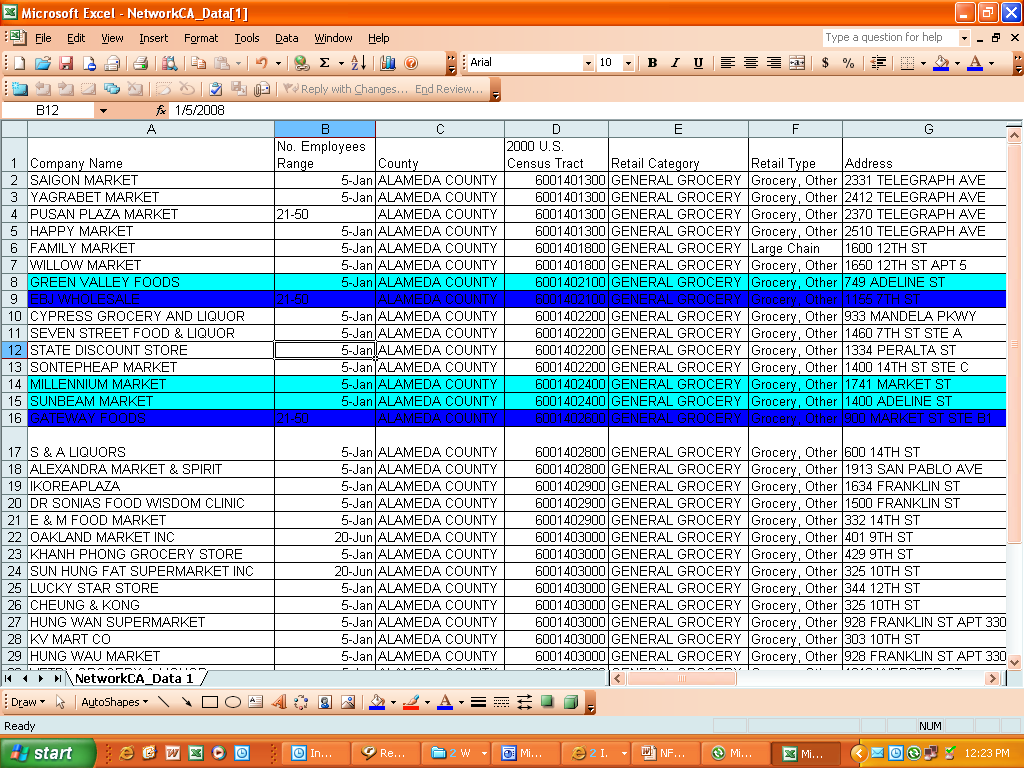 Microsoft Excel - NetworkCA_Data[1]
File Edit View Insert Format Tools Data Window Help Type a question for help
Arial 10 B I U $ %
Reply with Changes... End Review...
B12 fx 1/5/2008
A B C D E F G
1 Company Name No. Employees Range County 2000 U.S. Census Tract Retail Category Retail Type Address
2 SAIGON MARKET 5-Jan ALAMEDA COUNTY 6001401300 GENERAL GROCERY Grocery, Other 2331 TELEGRAPH AVE
3 YAGRABET MARKET 5-Jan ALAMEDA COUNTY 6001401300 GENERAL GROCERY Grocery, Other 2412 TELEGRAPH AVE
4 PUSAN PLAZA MARKET 21-50 ALAMEDA COUNTY 6001401300 GENERAL GROCERY Grocery, Other 2370 TELEGRAPH AVE
5 HAPPY MARKET 5-Jan ALAMEDA COUNTY 6001401300 GENERAL GROCERY Grocery, Other 2510 TELEGRAPH AVE
6 FAMILY MARKET 5-Jan ALAMEDA COUNTY 6001401800 GENERAL GROCERY Large Chain 1600 12TH ST
7 WILLOW MARKET 5-Jan ALAMEDA COUNTY 6001401800 GENERAL GROCERY Grocery, Other 1650 12TH ST APT 5
8 GREEN VALLEY FOODS 5-Jan ALAMEDA COUNTY 6001402100 GENERAL GROCERY Grocery, Other 749 ADELINE ST
9 WHOLESALE 21-50 ALAMEDA COUNTY 6001402100 GENERAL GROCERY Grocery, Other 7TH ST
10 CYPRESS GROCERY AND LIQUOR 5-Jan ALAMEDA COUNTY 6001402200 GENERAL GROCERY Grocery, Other 933 MANDELA PKWY
11 SEVEN STREET FOOD & LIQUOR 5-Jan ALAMEDA COUNTY 6001402200 GENERAL GROCERY Grocery, Other 1460 7TH ST STE A
12 STATE DISCOUNT STORE 5-Jan ALAMEDA COUNTY 6001402200 GENERAL GROCERY Grocery, Other 1334 PERALTA ST
13 SONTEPHEAP MARKET 5-Jan ALAMEDA COUNTY 6001402200 GENERAL GROCERY Grocery, Other 1400 14TH ST STE C
14 MILLENNIUM MARKET 5-Jan ALAMEDA COUNTY 6001402400 GENERAL GROCERY Grocery, Other 1741 MARKET ST
15 SUNBEAM MARKET 5-Jan ALAMEDA COUNTY 6001402400 GENERAL GROCERY Grocery, Other 1400 ADELINE ST
16 GATEWAY FOODS 21-50 ALAMEDA COUNTY 6001402600 GENERAL GROCERY Grocery, Other 900 MARKET ST STE
17 S & A LIQUORS 5-Jan ALAMEDA COUNTY 6001402800 GENERAL GROCERY Grocery, Other 600 14TH ST
18 ALEXANDRA MARKET & SPIRIT 5-Jan ALAMEDA COUNTY 6001402800 GENERAL GROCERY Grocery, Other 1913 SAN PABLO AVE
19 IKOREAPLAZA 5-Jan ALAMEDA COUNTY 6001402900 GENERAL GROCERY Grocery, Other 1634 FRANKLIN ST
20 DR SONIAS FOOD WISDOM CLINIC 5-Jan ALAMEDA COUNTY 6001402900 GENERAL GROCERY Grocery, Other 1500 FRANKLIN ST
21 E & M FOOD MARKET 5-Jan ALAMEDA COUNTY 6001402900 GENERAL GROCERY Grocery, Other 332 14TH ST
22 OAKLAND MARKET INC 20-Jun ALAMEDA COUNTY 6001403000 GENERAL GROCERY Grocery, Other 401 9TH ST
23 KHANH PHONG GROCERY STORE 5-Jan ALAMEDA COUNTY 6001403000 GENERAL GROCERY Grocery, Other 429 9TH ST
24 SUN HUNG FAT SUPERMARKET INC 20-Jun ALAMEDA COUNTY 6001403000 GENERAL GROCERY Grocery, Other 325 10TH ST
25 LUCKY STAR STORE 5-Jan ALAMEDA COUNTY 6001403000 GENERAL GROCERY Grocery, Other 344 12TH ST
26 CHEUNG & KONG 5-Jan ALAMEDA COUNTY 6001403000 GENERAL GROCERY Grocery, Other 325 10TH ST
27 HUNG WAN SUPERMARKET 5-Jan ALAMEDA COUNTY 6001403000 GENERAL GROCERY Grocery, Other 928 FRANKLIN ST APT 330
28 KV MART CO 5-Jan ALAMEDA COUNTY 6001403000 GENERAL GROCERY Grocery, Other 303 10TH ST
29 HUNG WAU MARKET 5-Jan ALAMEDA COUNTY 6001403000 GENERAL GROCERY Grocery, Other 928 FRANKLIN ST APT 330
NetworkCA_Data 1
Draw AutoShapes
Ready NUM
start In... Re... 2 W Mi... 2 I. NF... Mi... Mi... 12:23 PM